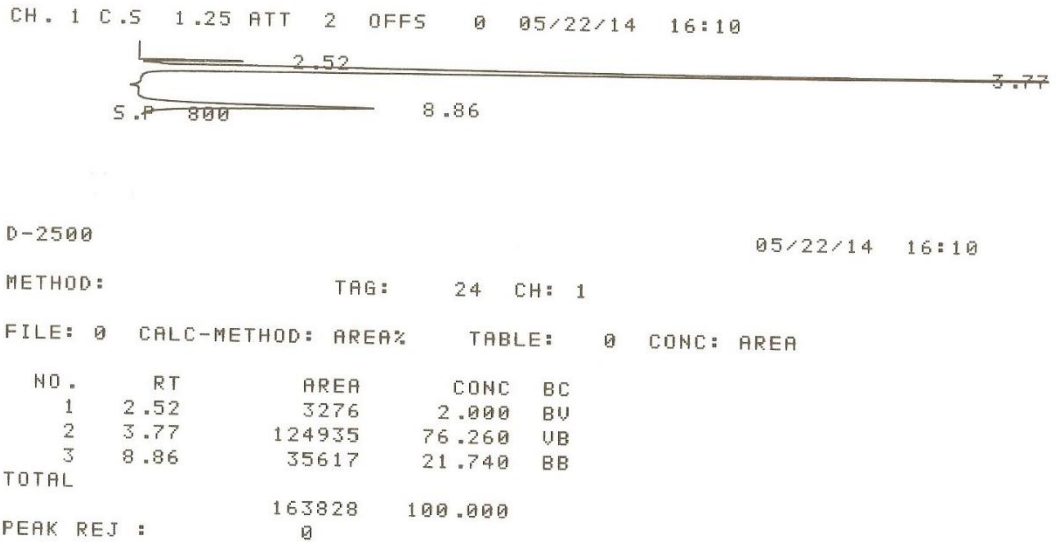 CH. 1 C.S 1.25 ATT 2 OFFS 0 05/22/14 16:10
2.52
3.77
S.P 800 8.86
D-2500 05/22/14 16:10
METHOD: TAG: 24 CH: 1
FILE: 0 CALC-METHOD: AREA% TABLE: 0 CONC: AREA
NO. RT AREA CONC BC
1 2.52 3276 2.000 BV
2 3.77 124935 76.260 VB
3 8.86 35617 21.740 BB
TOTAL
163828 100.000
PEAK REJ : 0